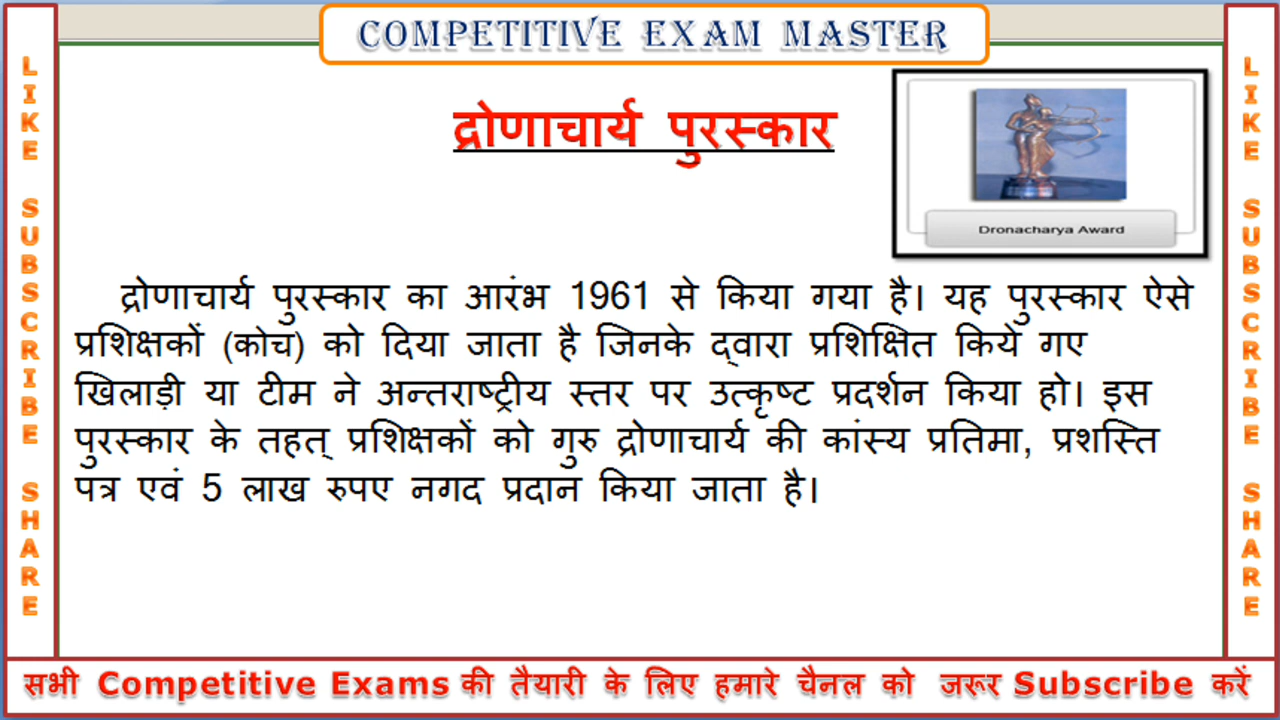 COMPETITIVE EXAM MASTER
द्रोणाचार्य पुरस्कार
Dronacharya Award
द्रोणाचार्य पुरस्कार का आरंभ 1961 से किया गया है। यह पुरस्कार ऐसे
प्रशिक्षकों (कोच) को दिया जाता है जिनके द्वारा प्रशिक्षित किये गए
खिलाड़ी या टीम ने अन्तराष्ट्रीय स्तर पर उत्कृष्ट प्रदर्शन किया हो। इस
पुरस्कार के तहत् प्रशिक्षकों को गुरु द्रोणाचार्य की कांस्य प्रतिमा, प्रशस्ति
पत्र एवं 5 लाख रुपए नगद प्रदान किया जाता है।
LIKE SUBSCRIBE SHARE
LIKE SUBSCRIBE SHARE
सभी Competitive Exams की तैयारी के लिए हमारे चैनल को जरूर Subscribe करें